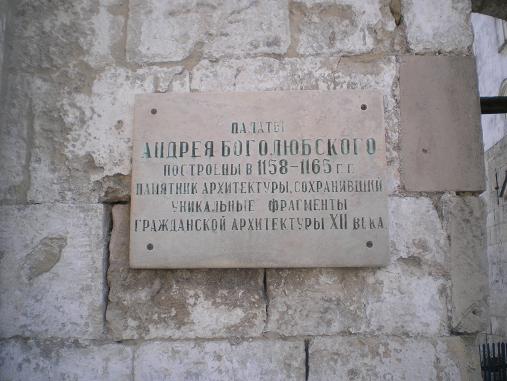 ПАЛАТЫ
АНДРЕЯ БОГОЛЮБСКОГО
ПОСТРОЕНЫ В 1158-1165 Г.Г.
ПАМЯТНИК АРХИТЕКТУРЫ, СОХРАНИВШИЙ
УНИКАЛЬНЫЕ ФРАГМЕНТЫ
ГРАЖДАНСКОЙ АРХИТЕКТУРЫ XII ВЕКА.